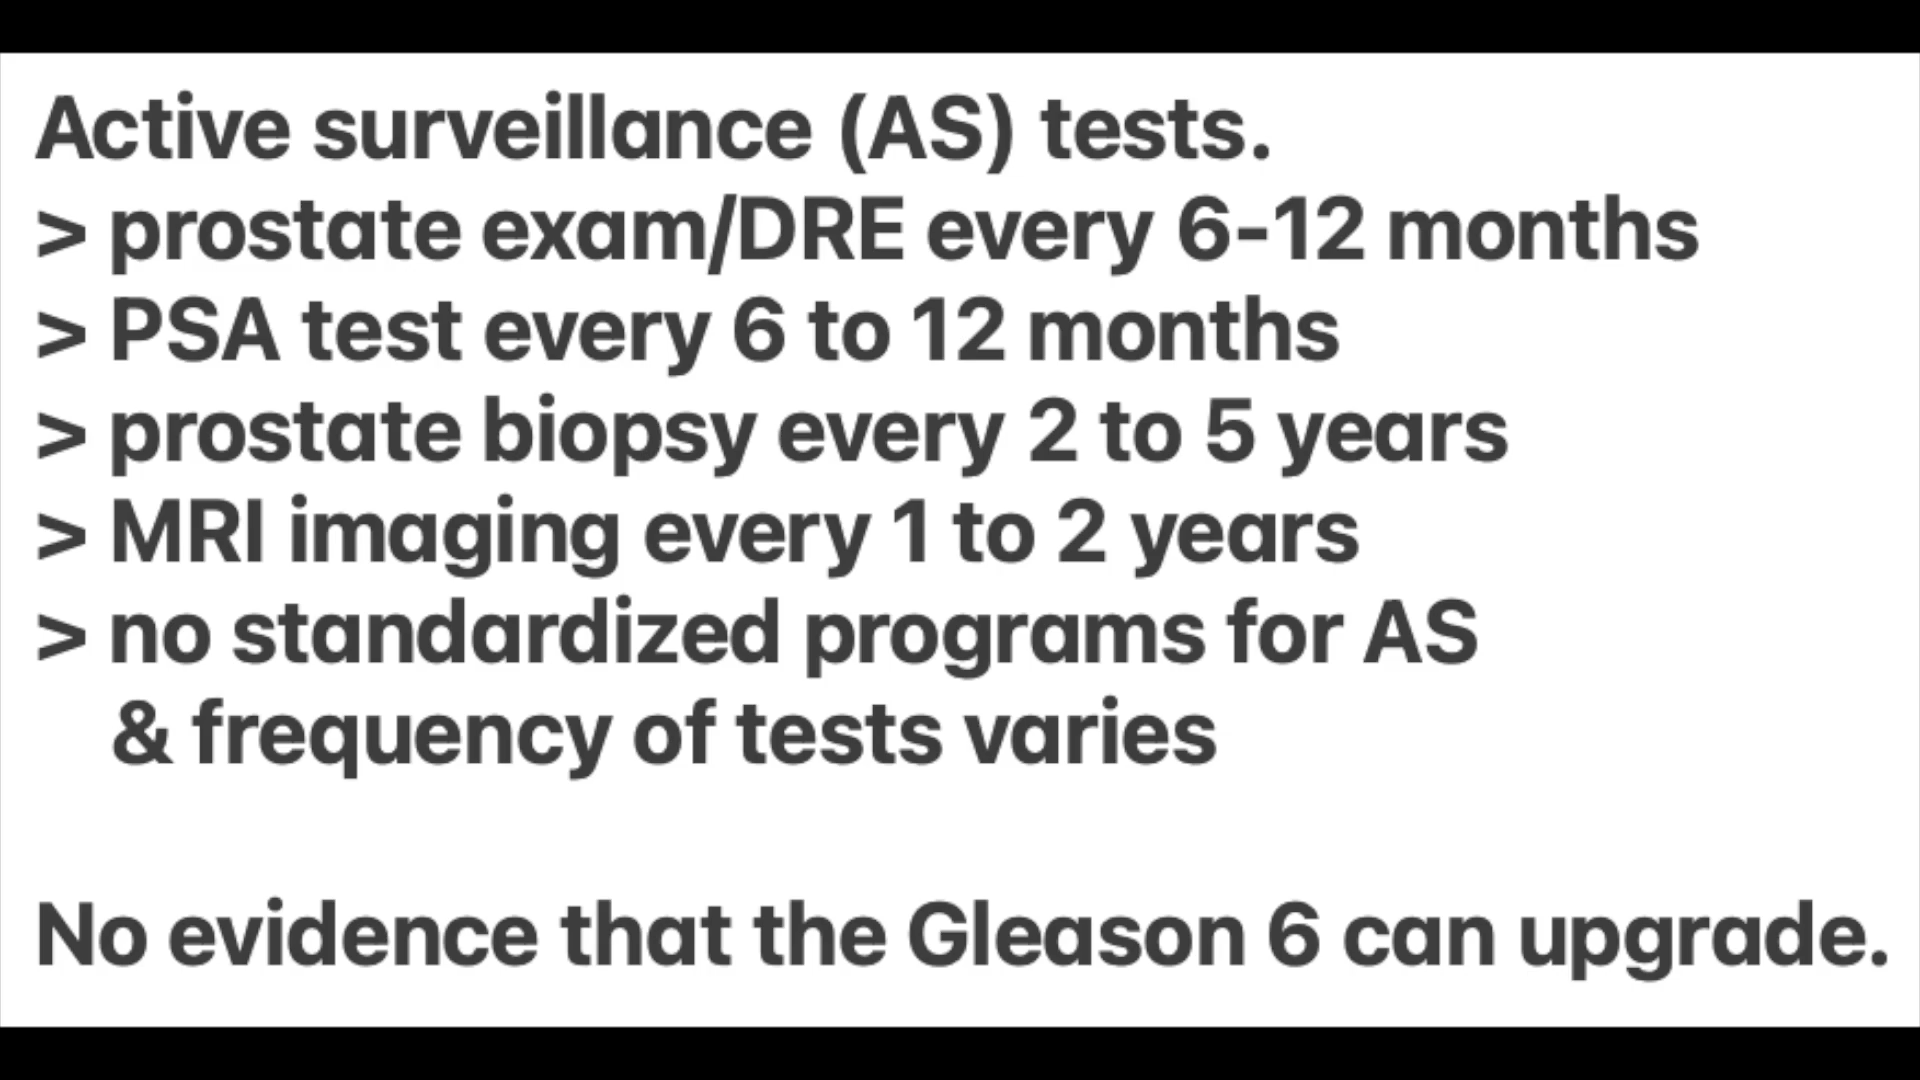 Active surveillance (AS) tests.
> prostate exam/DRE every 6-12 months
> PSA test every 6 to 12 months
> prostate biopsy every 2 to 5 years
> MRI imaging every 1 to 2 years
> no standardized programs for AS
& frequency of tests varies
No evidence that the Gleason 6 can upgrade.